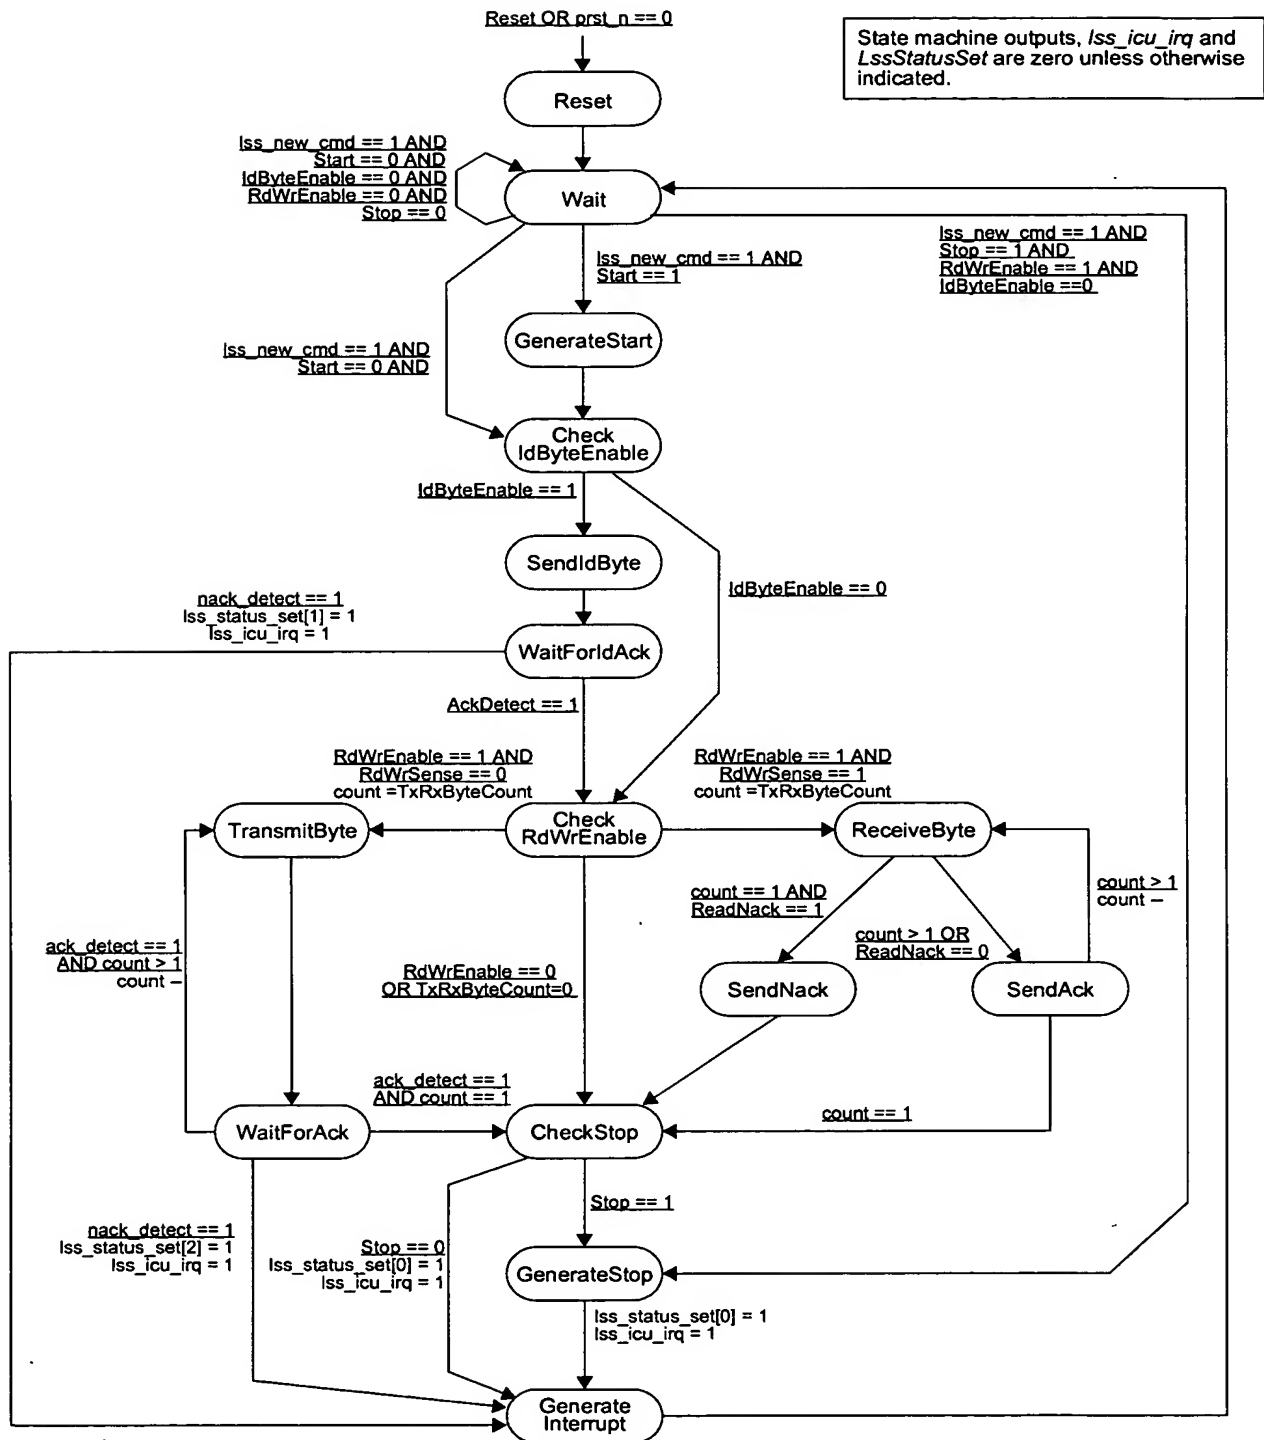 Reset OR prst_n == 0
State machine outputs, lss_icu_irq and
LssStatusSet are zero unless otherwise
indicated.
Reset
lss_new_cmd == 1 AND
Start == 0 AND
IdByteEnable == 0 AND
RdWrEnable == 0 AND
Stop == 0
Wait
lss_new_cmd == 1 AND
Stop == 1 AND
RdWrEnable == 1 AND
IdByteEnable ==0
lss_new_cmd == 1 AND
Start == 1
GenerateStart
lss_new_cmd == 1 AND
Start == 0 AND
Check
IdByteEnable
IdByteEnable == 1
SendIdByte
IdByteEnable == 0
nack_detect == 1
lss_status_set[1] = 1
lss_icu_irq = 1
WaitForIdAck
AckDetect == 1
RdWrEnable == 1 AND
RdWrSense == 0
count =TxRxByteCount
RdWrEnable == 1 AND
RdWrSense == 1
count =TxRxByteCount
TransmitByte
Check
RdWrEnable
ReceiveByte
count == 1 AND
ReadNack == 1
count > 1
count –
count > 1 OR
ReadNack == 0
ack_detect == 1
AND count > 1
count –
RdWrEnable == 0
OR TxRxByteCount=0
SendNack
SendAck
ack_detect == 1
AND count == 1
WaitForAck
CheckStop
count == 1
Stop == 1
nack_detect == 1
lss_status_set[2] = 1
lss_icu_irq = 1
Stop == 0
lss_status_set[0] = 1
lss_icu_irq = 1
GenerateStop
lss_status_set[0] = 1
lss_icu_irq = 1
Generate
Interrupt